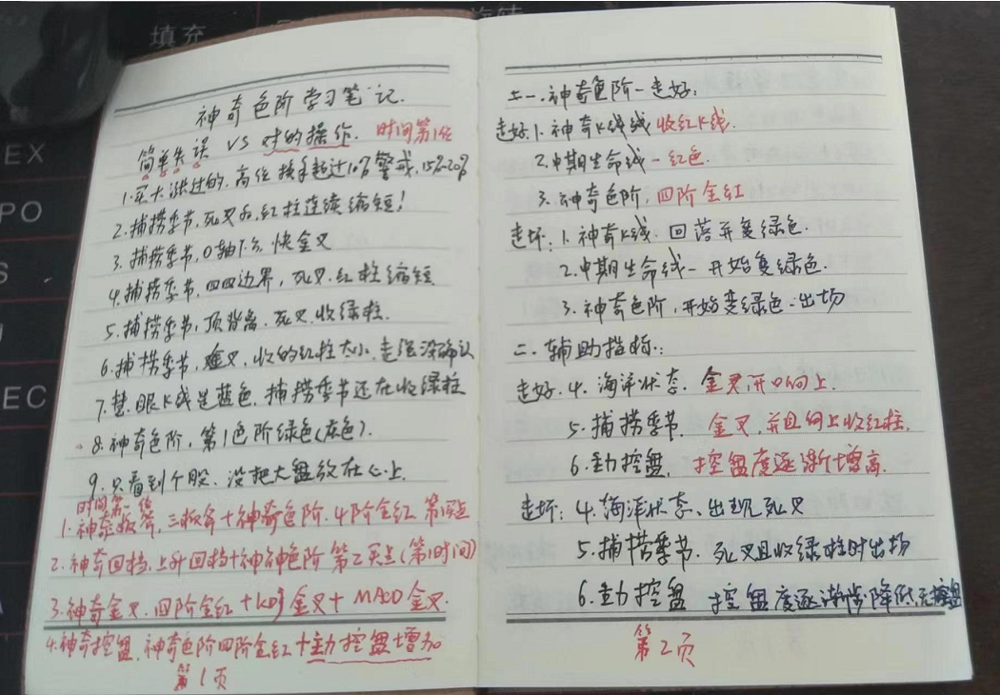 填充
EX
PO
S
EC
A
神奇色阶学习笔记.
简单失误 VS 对的操作. 时间第1位
1.买大涨过的,高位换手超过10%警戒,15%-20%
2.捕捞季节,死叉和红柱连续缩短!
3.捕捞季节,0轴下方,快金叉
4.捕捞季节,四四边界,死叉.红柱缩短
5.捕捞季节,顶背离.死叉.收绿柱.
6.捕捞季节,金叉,收的红柱太小,走强没确认
7.慧眼K线是蓝色.捕捞季节还在收绿柱
8.神奇色阶,第1色阶绿色(灰色).
9.只看到个股、没把大盘放在心上.
时间第一位
1.神奇 三 十神奇色阶.4阶全红 第1买点
2.神奇回档,上升回档+神奇色阶 第2买点(第1时间)
3.神奇金叉.四阶全红+KDJ金叉+MACD金叉.
4.神奇控盘,神奇色阶四阶全红+主动控盘增加
第1页
一.神奇色阶-走好:
走好.1.神奇K线 收红K线.
2.中期生命线-红色.
3.神奇色阶,四阶全红
走坏:1.神奇K线.回落并变绿色.
2.中期生命线-开始变绿色.
3.神奇色阶,开始变绿色-出场
二.辅助指标:
走好.4.海洋状态.金叉,开口向上.
5.捕捞季节.金叉,并且向上收红柱.
6.主力控盘.控盘度逐渐增高.
走坏:4.海洋状态、出现死叉
5.捕捞季节.死叉且收绿柱时出场
6.主力控盘 控盘度逐渐降低,无控盘
第2页